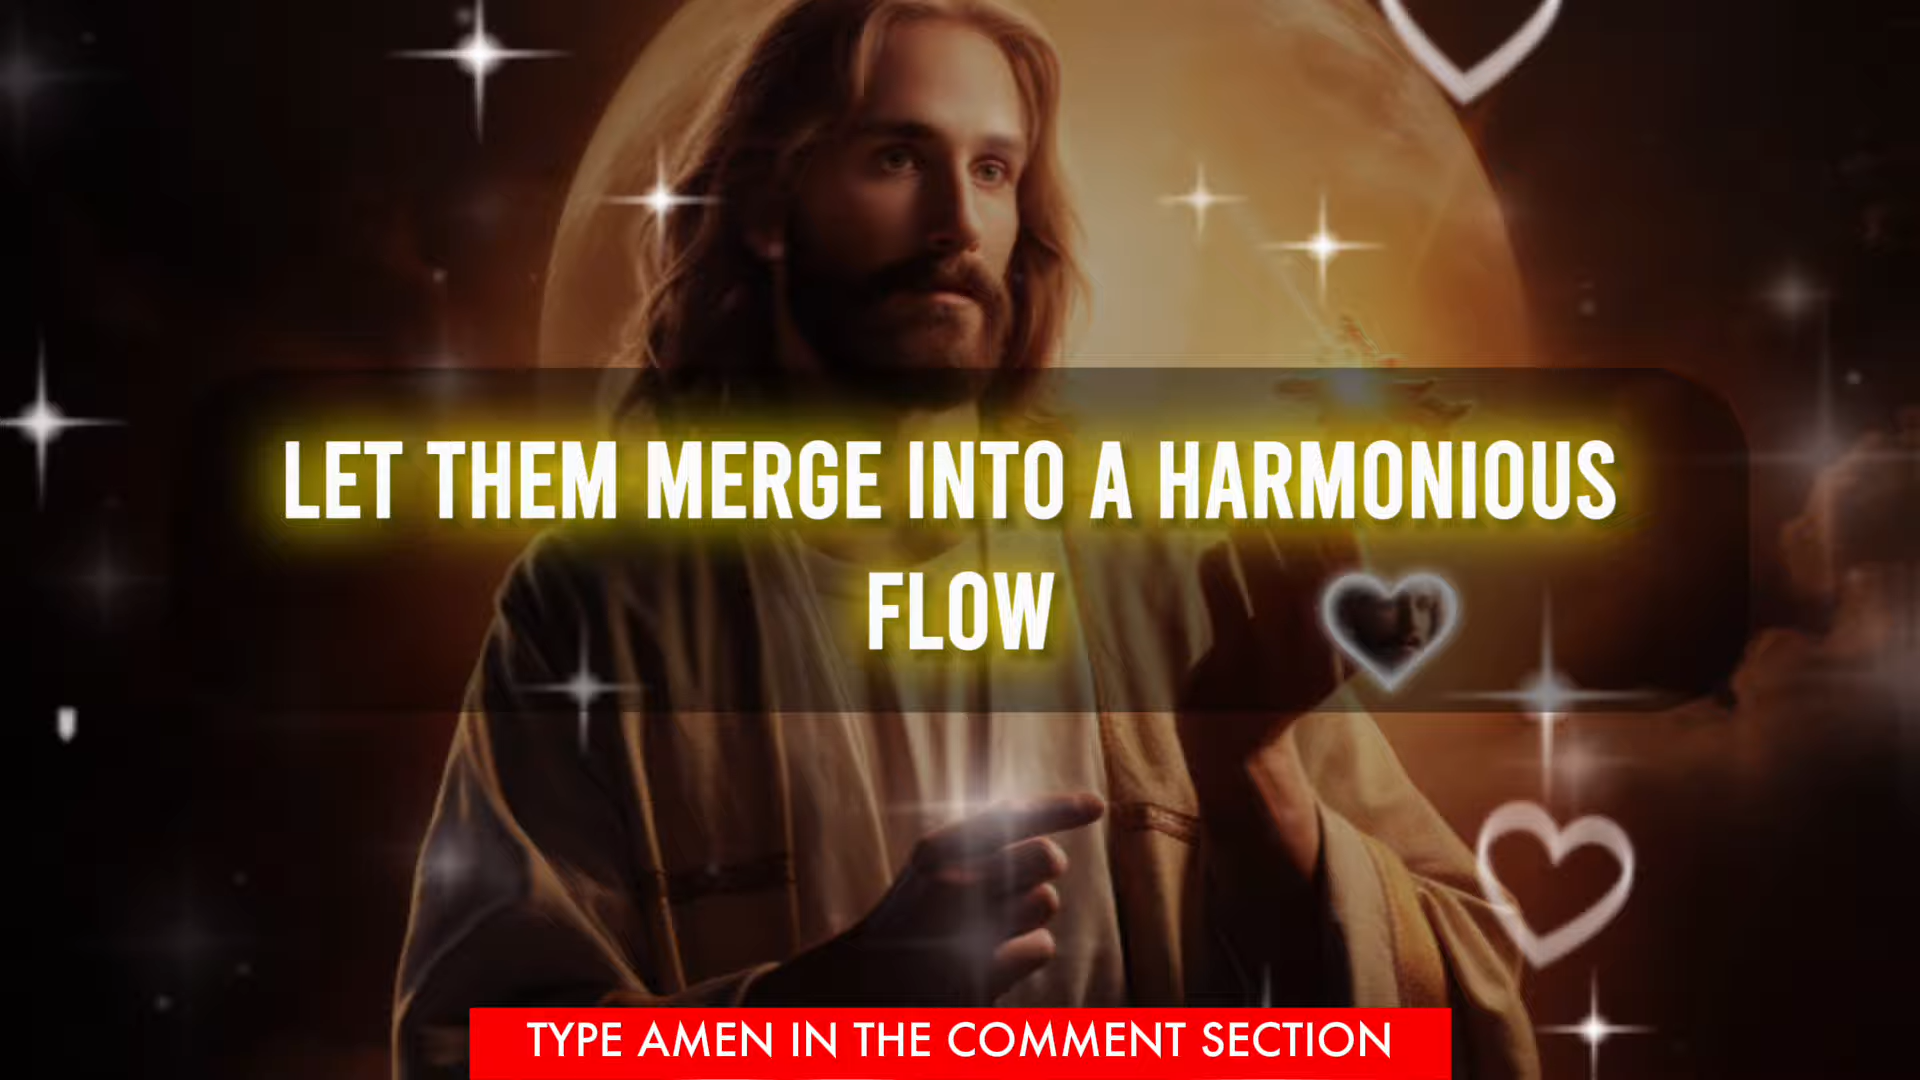 LET THEM MERGE INTO A HARMONIOUS
FLOW
TYPE AMEN IN THE COMMENT SECTION